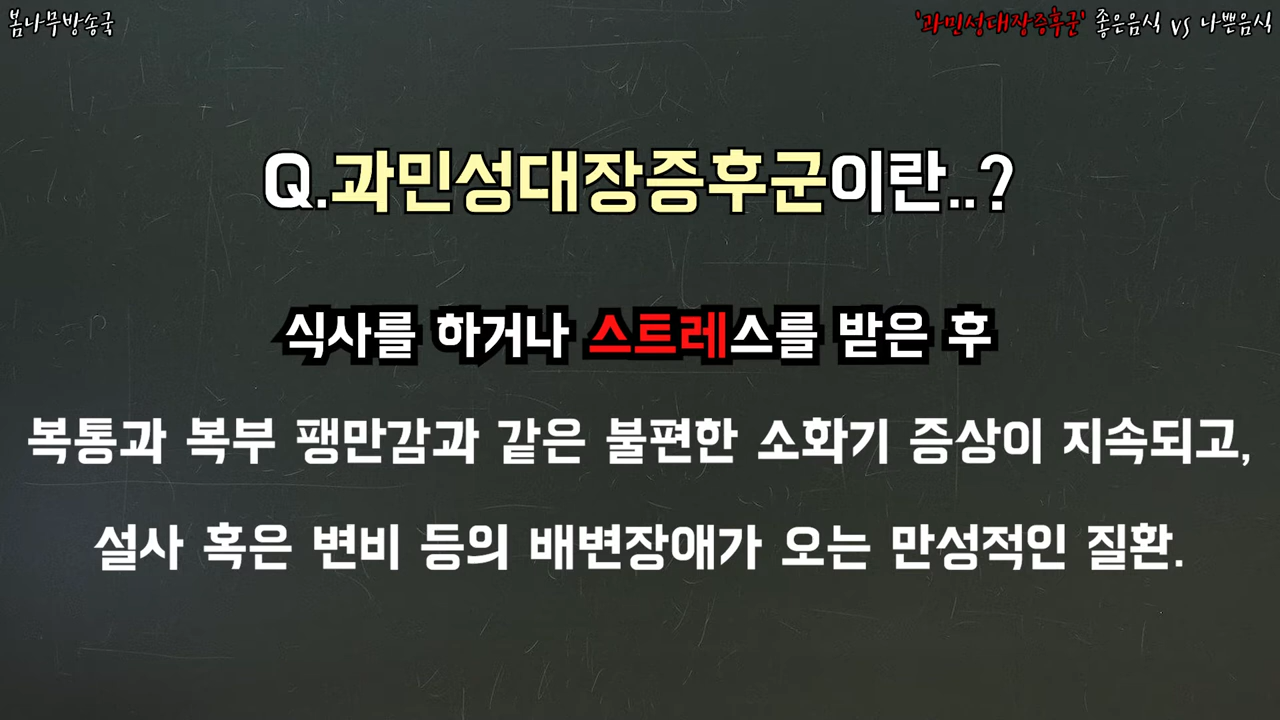 봄나무방송국
'과민성대장증후군' 좋은음식 vs 나쁜음식
Q.과민성대장증후군이란..?
식사를 하거나 스트레스를 받은 후
복통과 복부 팽만감과 같은 불편한 소화기 증상이 지속되고,
설사 혹은 변비 등의 배변장애가 오는 만성적인 질환.